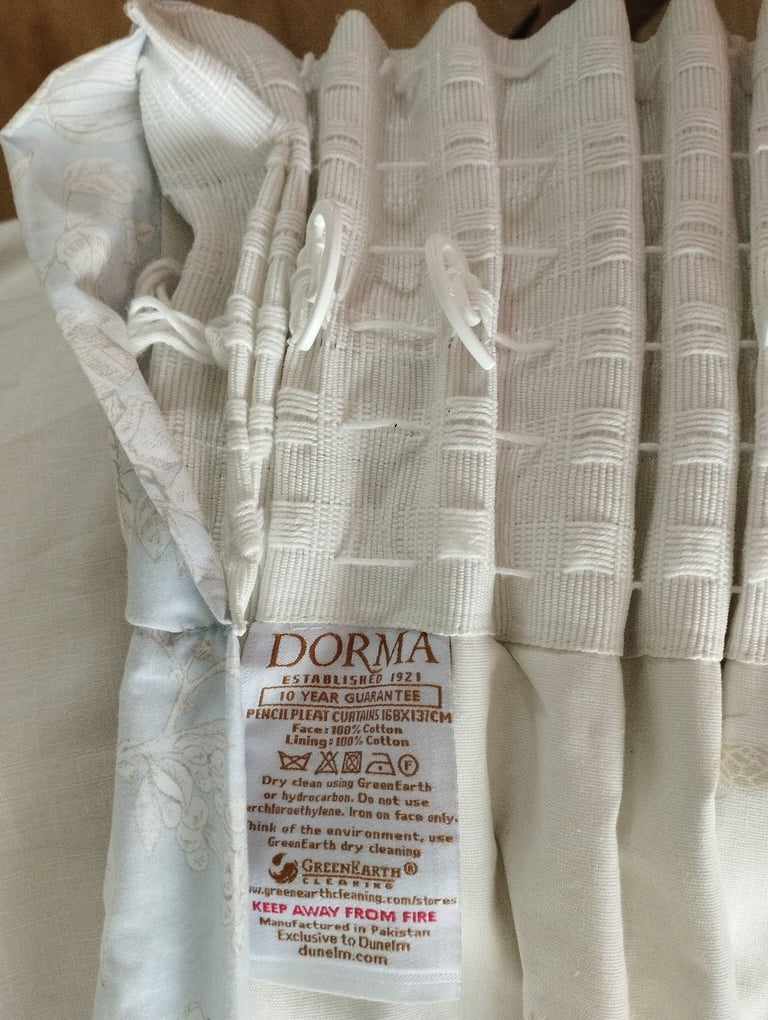 DORMA
ESTABLISHED 1921
10 YEAR GUARANTEE
PENCIL PLEAT CURTAINS 168X137CM
Face: 100% Cotton
Lining: 100% Cotton
F
Dry clean using GreenEarth
or hydrocarbon. Do not use
erchloroethylene. Iron on face only.
hink of the environment, use
GreenEarth dry cleaning
GREENEARTH®
CLEANING
w.greenearthcleaning.com/stores
KEEP AWAY FROM FIRE
Manufactured in Pakistan
Exclusive to Dunelm
dunelm.com